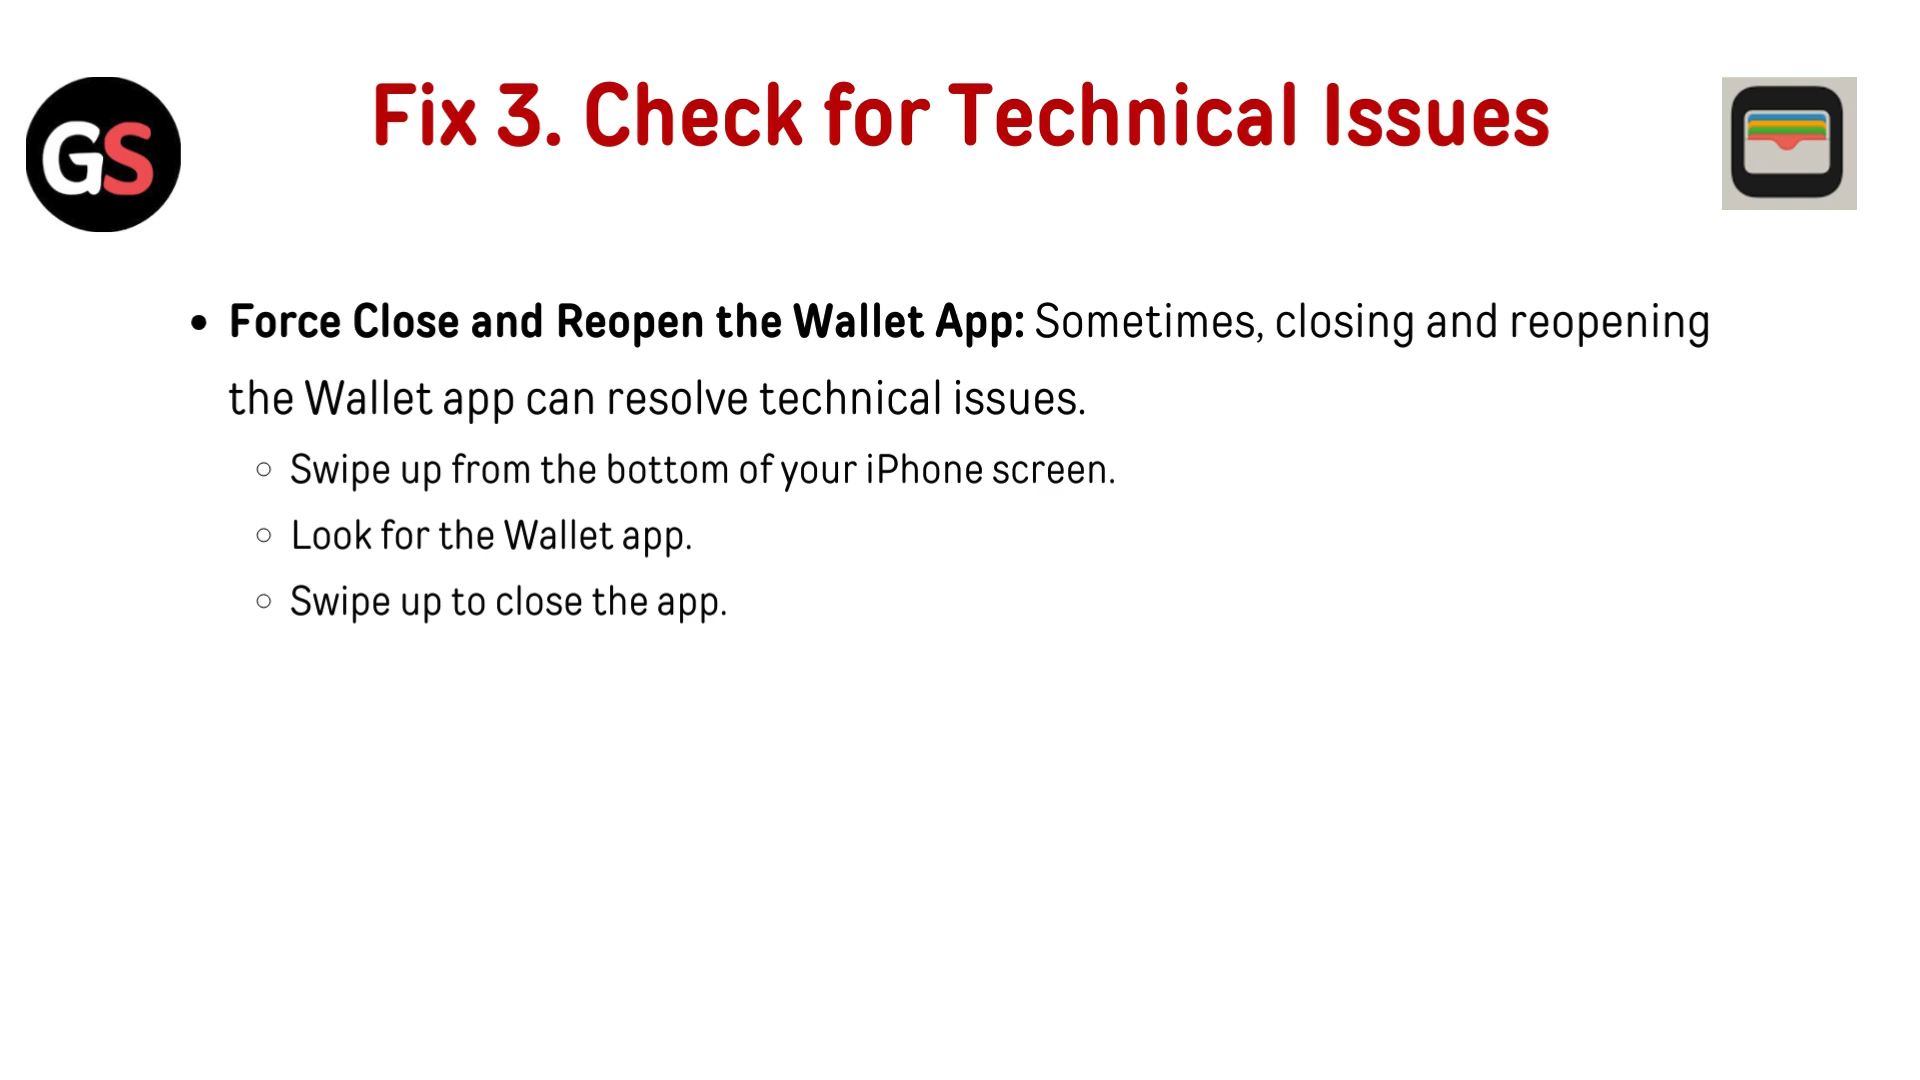 GS
Fix 3. Check for Technical Issues
• Force Close and Reopen the Wallet App: Sometimes, closing and reopening
the Wallet app can resolve technical issues.
○ Swipe up from the bottom of your iPhone screen.
○ Look for the Wallet app.
○ Swipe up to close the app.